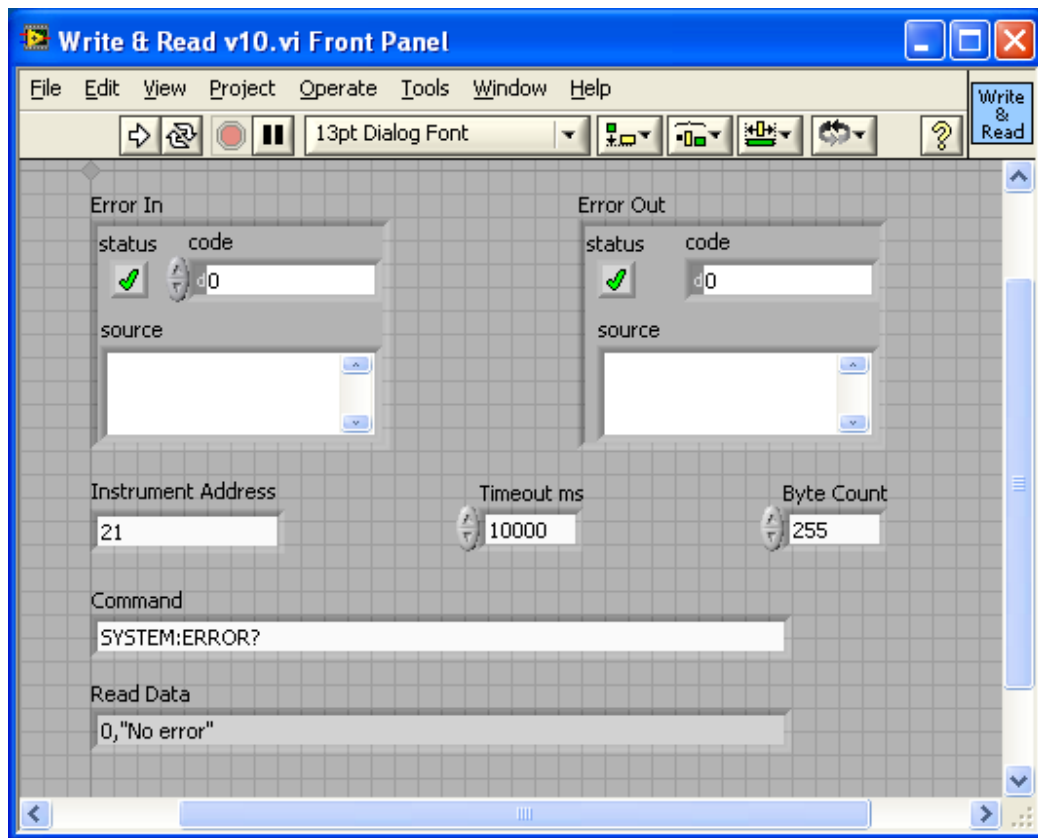 Write & Read v10.vi Front Panel
File Edit View Project Operate Tools Window Help
Write
&
Read
13pt Dialog Font
Error In
status code
d0
source
Error Out
status code
d0
source
Instrument Address
21
Timeout ms
10000
Byte Count
255
Command
SYSTEM:ERROR?
Read Data
0,"No error"